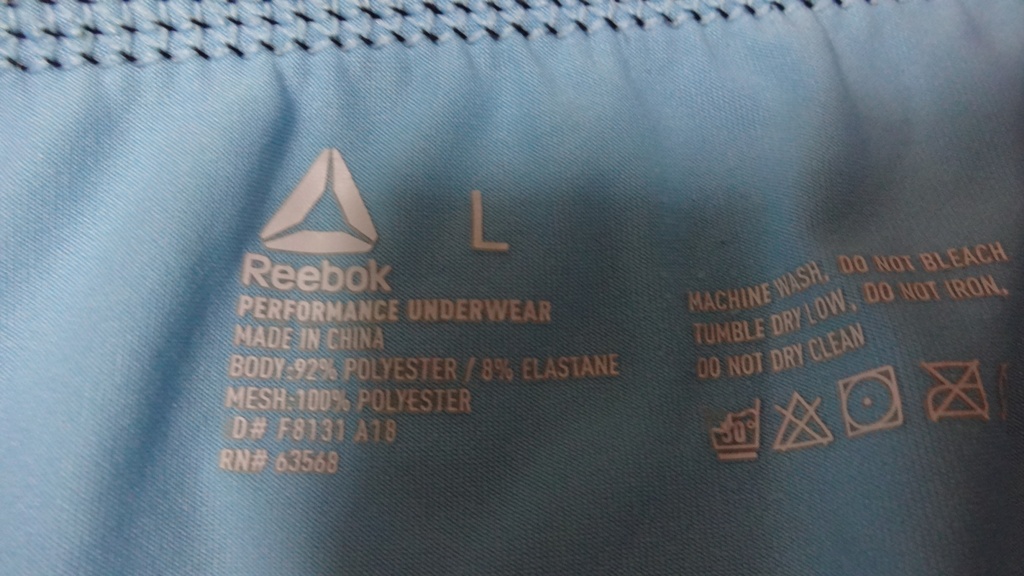 L
Reebok
PERFORMANCE UNDERWEAR
MADE IN CHINA
BODY:92% POLYESTER / 8% ELASTANE
MESH:100% POLYESTER
D# F8131 A18
RN# 63568
MACHINE WASH, DO NOT BLEACH
TUMBLE DRY LOW, DO NOT IRON,
DO NOT DRY CLEAN
30°